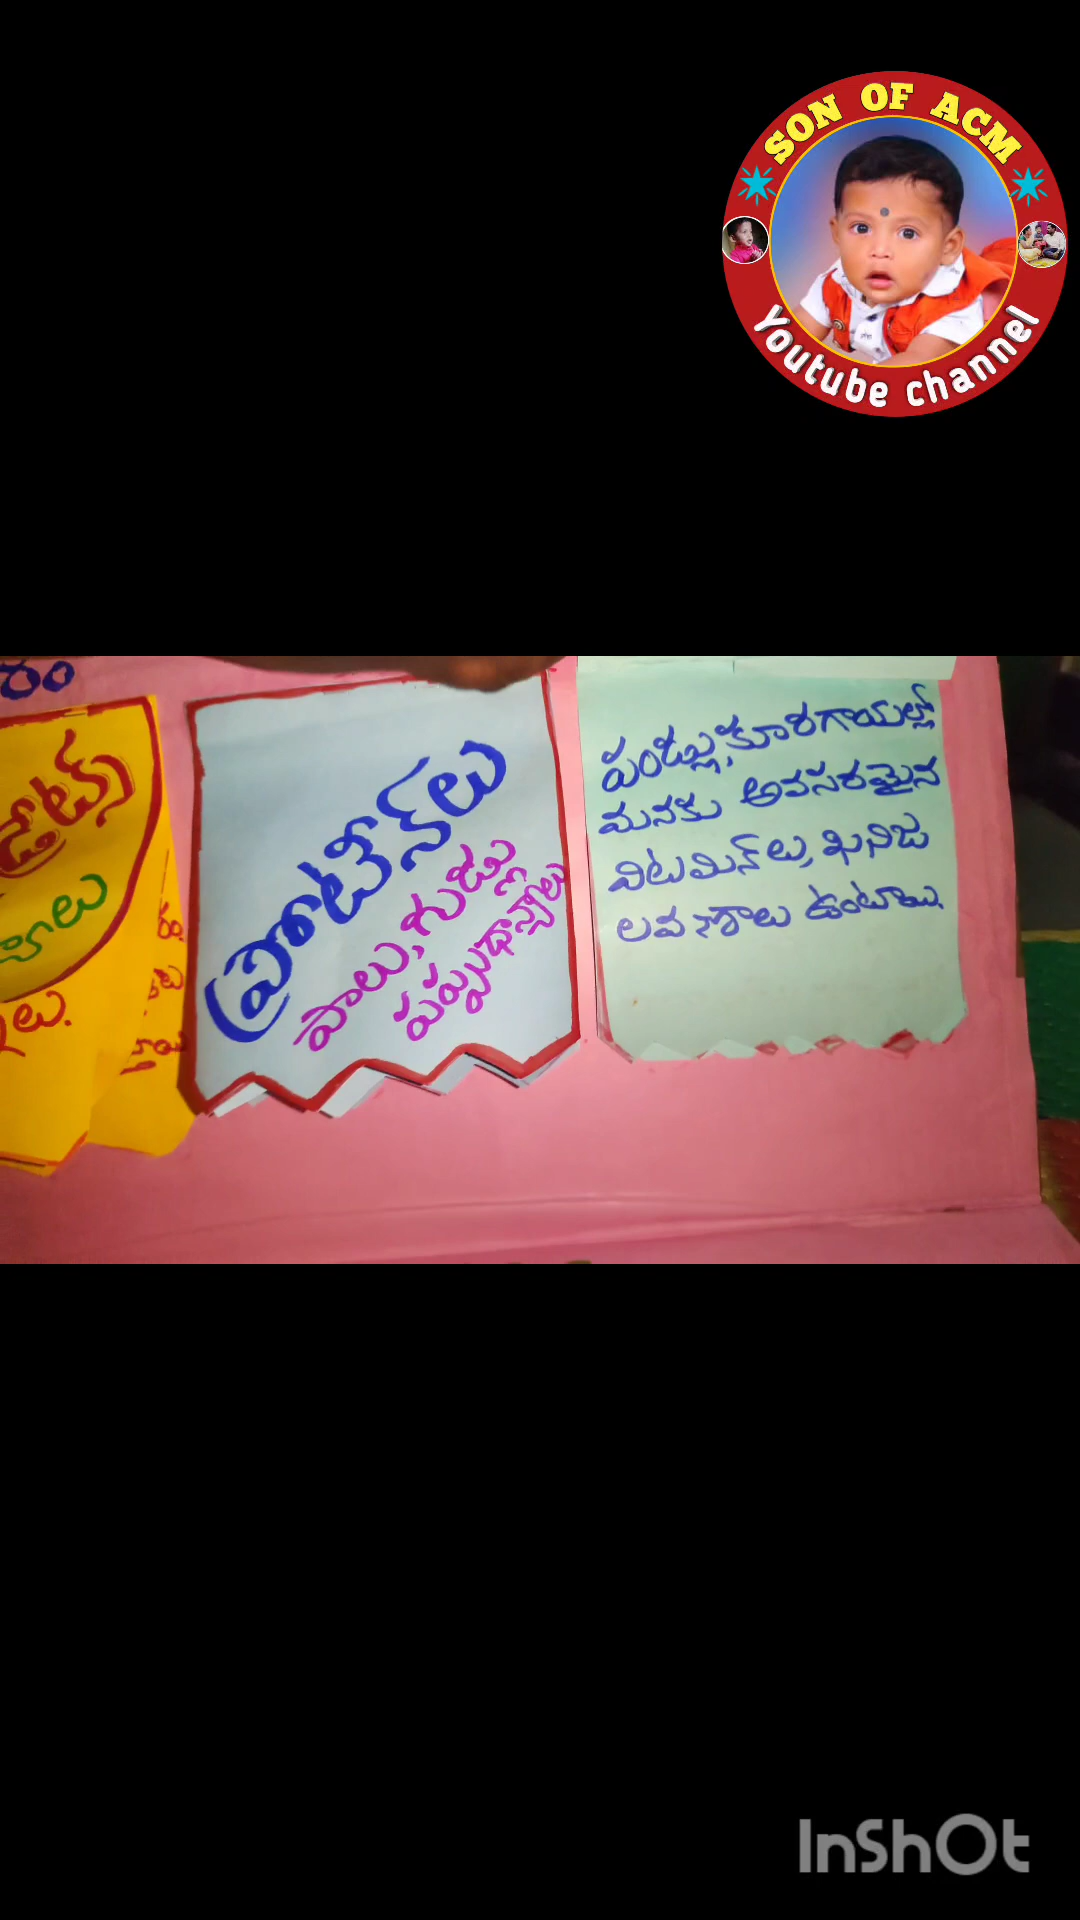 SON OF ACM
Youtube channel
రం
డ్రేట్స్
లు.
ప్రోటీన్‌లు
పాలు, గుడ్లు
పప్పుధాన్యాలు
పండ్లు, కూరగాయల్లో
మనకు అవసరమైన
విటమిన్‌లు, ఖనిజ
లవణాలు ఉంటాయి.
InShOt